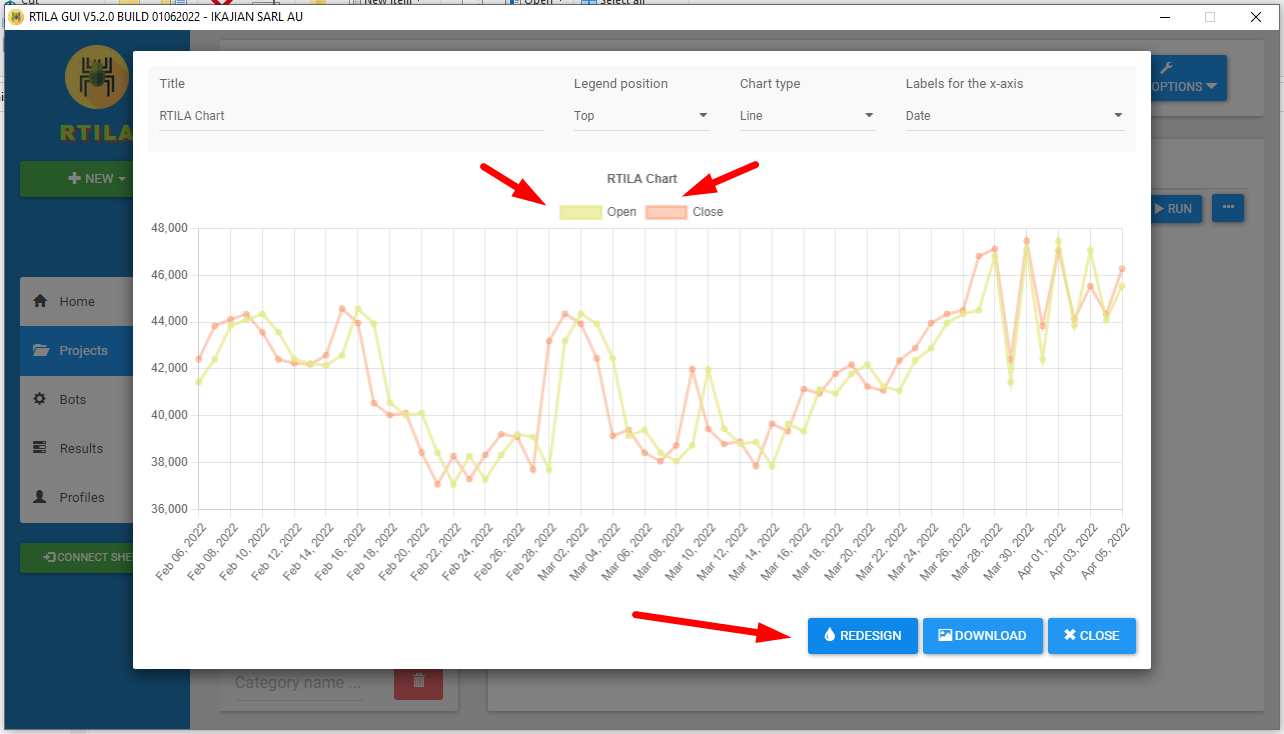 Cut
New item
Open
Select all
RTILA GUI V5.2.0 BUILD 01062022 - IKAJIAN SARL AU
RTILA
NEW
Home
Projects
Bots
Results
Profiles
CONNECT SHE
OPTIONS
RUN
Title
Legend position
Chart type
Labels for the x-axis
RTILA Chart
Top
Line
Date
RTILA Chart
Open
Close
48,000
46,000
44,000
42,000
40,000
38,000
36,000
Feb 06, 2022
Feb 08, 2022
Feb 10, 2022
Feb 12, 2022
Feb 14, 2022
Feb 16, 2022
Feb 18, 2022
Feb 20, 2022
Feb 22, 2022
Feb 24, 2022
Feb 26, 2022
Feb 28, 2022
Mar 02, 2022
Mar 04, 2022
Mar 06, 2022
Mar 08, 2022
Mar 10, 2022
Mar 12, 2022
Mar 14, 2022
Mar 16, 2022
Mar 18, 2022
Mar 20, 2022
Mar 22, 2022
Mar 24, 2022
Mar 26, 2022
Mar 28, 2022
Mar 30, 2022
Apr 01, 2022
Apr 03, 2022
Apr 05, 2022
REDESIGN
DOWNLOAD
CLOSE
Category name ...